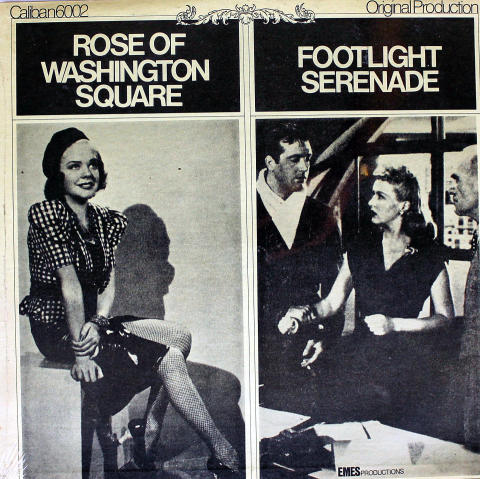 Caliban 6002
Original Production
ROSE OF
WASHINGTON
SQUARE
FOOTLIGHT
SERENADE
EMES PRODUCTIONS